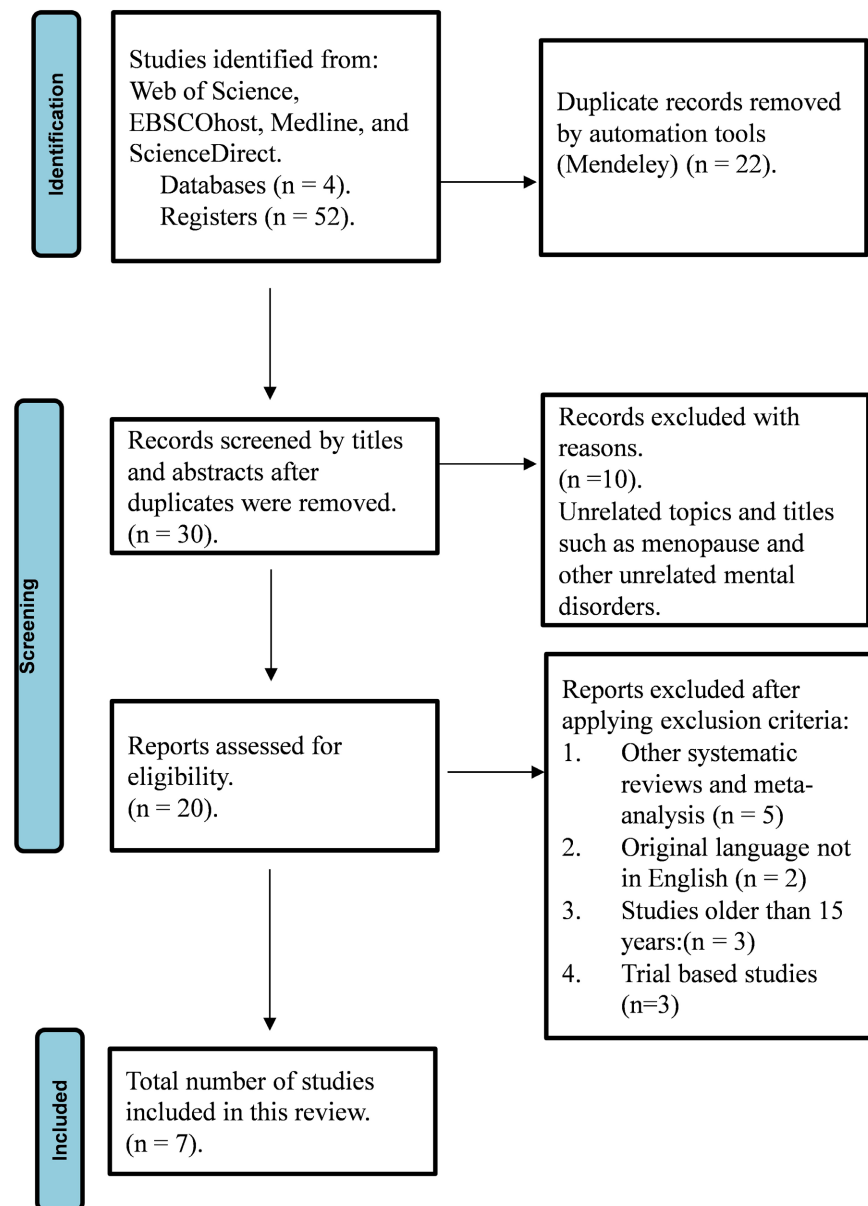 Identification
Studies identified from:
Web of Science,
EBSCOhost, Medline, and
ScienceDirect.
Databases (n = 4).
Registers (n = 52).
Duplicate records removed
by automation tools
(Mendeley) (n = 22).
Screening
Records screened by titles
and abstracts after
duplicates were removed.
(n = 30).
Records excluded with
reasons.
(n =10).
Unrelated topics and titles
such as menopause and
other unrelated mental
disorders.
Reports assessed for
eligibility.
(n = 20).
Reports excluded after
applying exclusion criteria:
1. Other systematic
reviews and meta-
analysis (n = 5)
2. Original language not
in English (n = 2)
3. Studies older than 15
years:(n = 3)
4. Trial based studies
(n=3)
Included
Total number of studies
included in this review.
(n = 7).